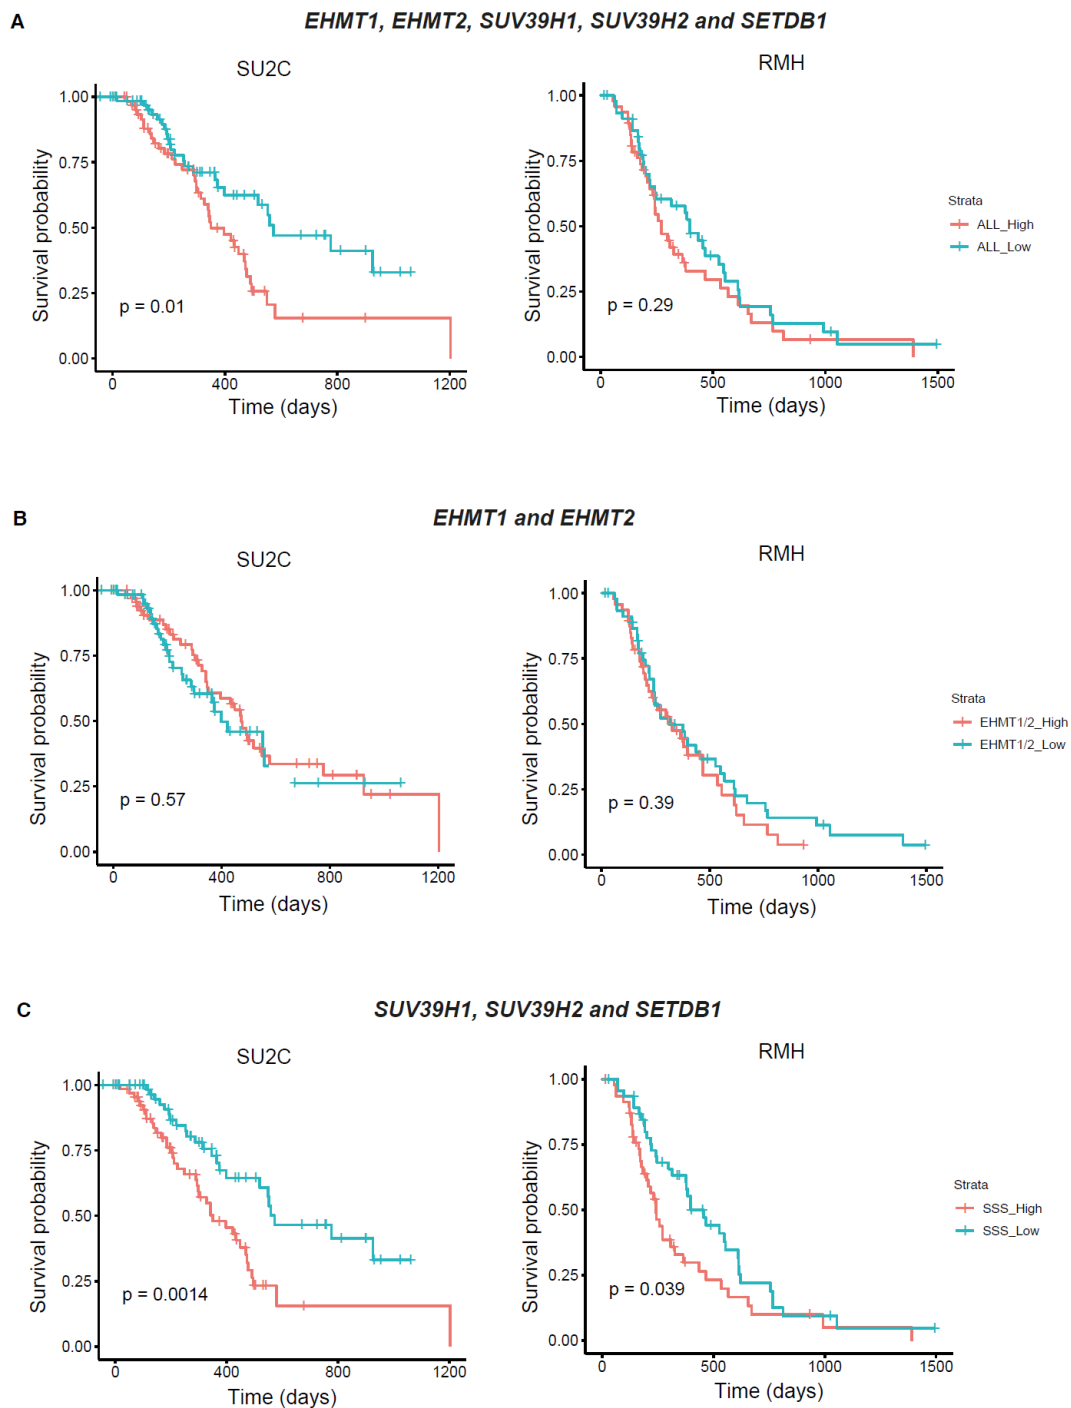 A
EHMT1, EHMT2, SUV39H1, SUV39H2 and SETDB1
SU2C
Survival probability
1.00
0.75
0.50
0.25
0.00
p = 0.01
0 400 800 1200
Time (days)
RMH
Survival probability
1.00
0.75
0.50
0.25
0.00
p = 0.29
0 500 1000 1500
Time (days)
Strata
ALL_High
ALL_Low
B
EHMT1 and EHMT2
SU2C
Survival probability
1.00
0.75
0.50
0.25
0.00
p = 0.57
0 400 800 1200
Time (days)
RMH
Survival probability
1.00
0.75
0.50
0.25
0.00
p = 0.39
0 500 1000 1500
Time (days)
Strata
EHMT1/2_High
EHMT1/2_Low
C
SUV39H1, SUV39H2 and SETDB1
SU2C
Survival probability
1.00
0.75
0.50
0.25
0.00
p = 0.0014
0 400 800 1200
Time (days)
RMH
Survival probability
1.00
0.75
0.50
0.25
0.00
p = 0.039
0 500 1000 1500
Time (days)
Strata
SSS_High
SSS_Low